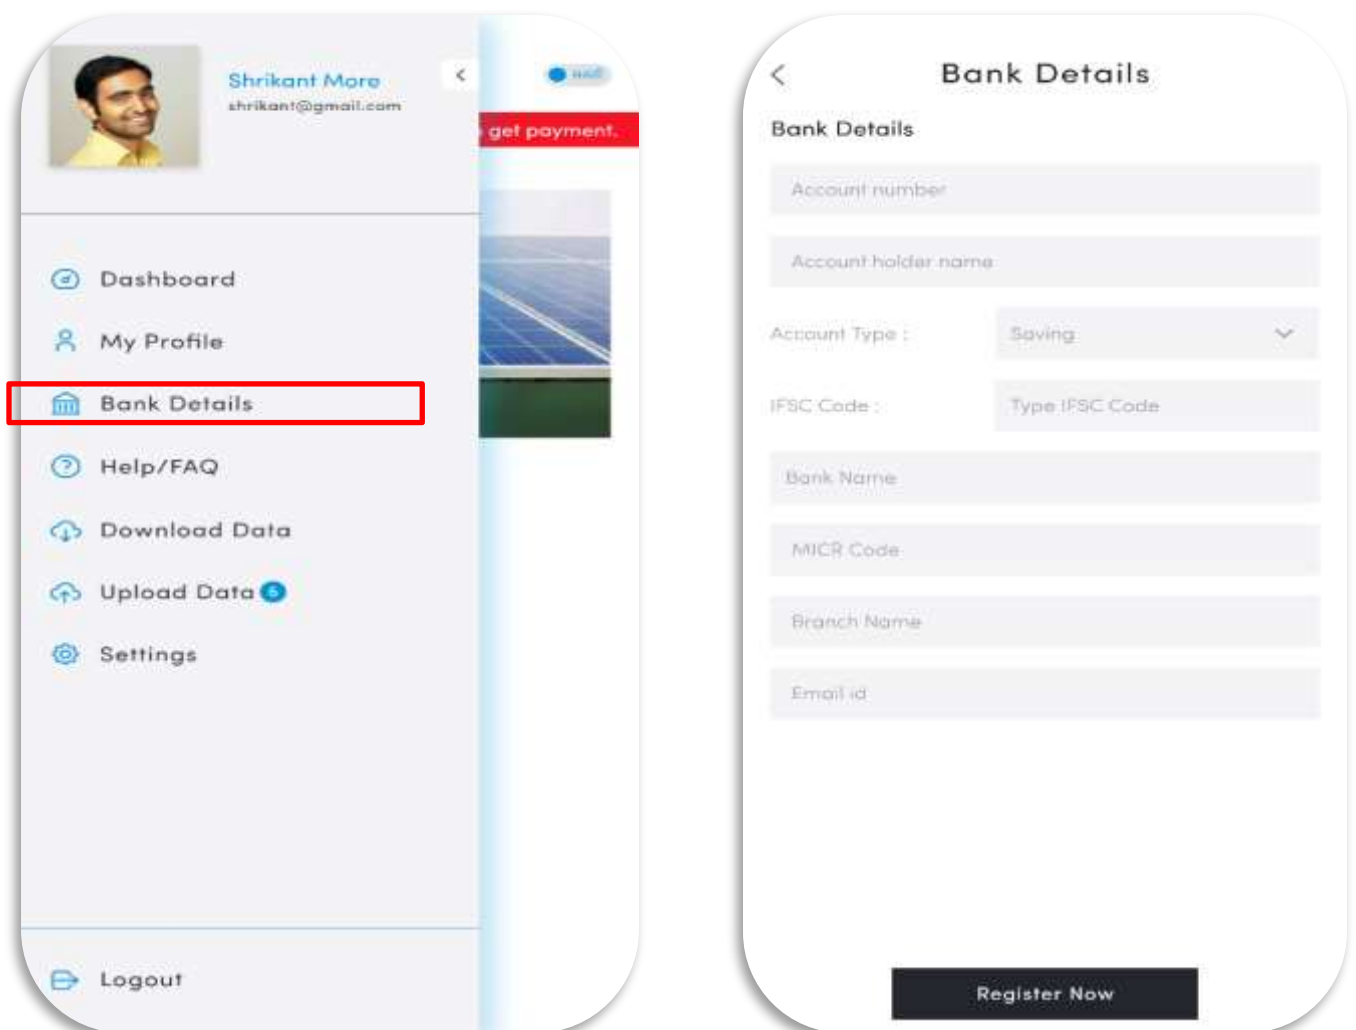 Shrikant More
shrikant@gmail.com
get payment.
Dashboard
My Profile
Bank Details
Help/FAQ
Download Data
Upload Data 6
Settings
Logout
Bank Details
Bank Details
Account number
Account holder name
Account Type :
Saving
IFSC Code :
Type IFSC Code
Bank Name
MICR Code
Branch Name
Email id
Register Now